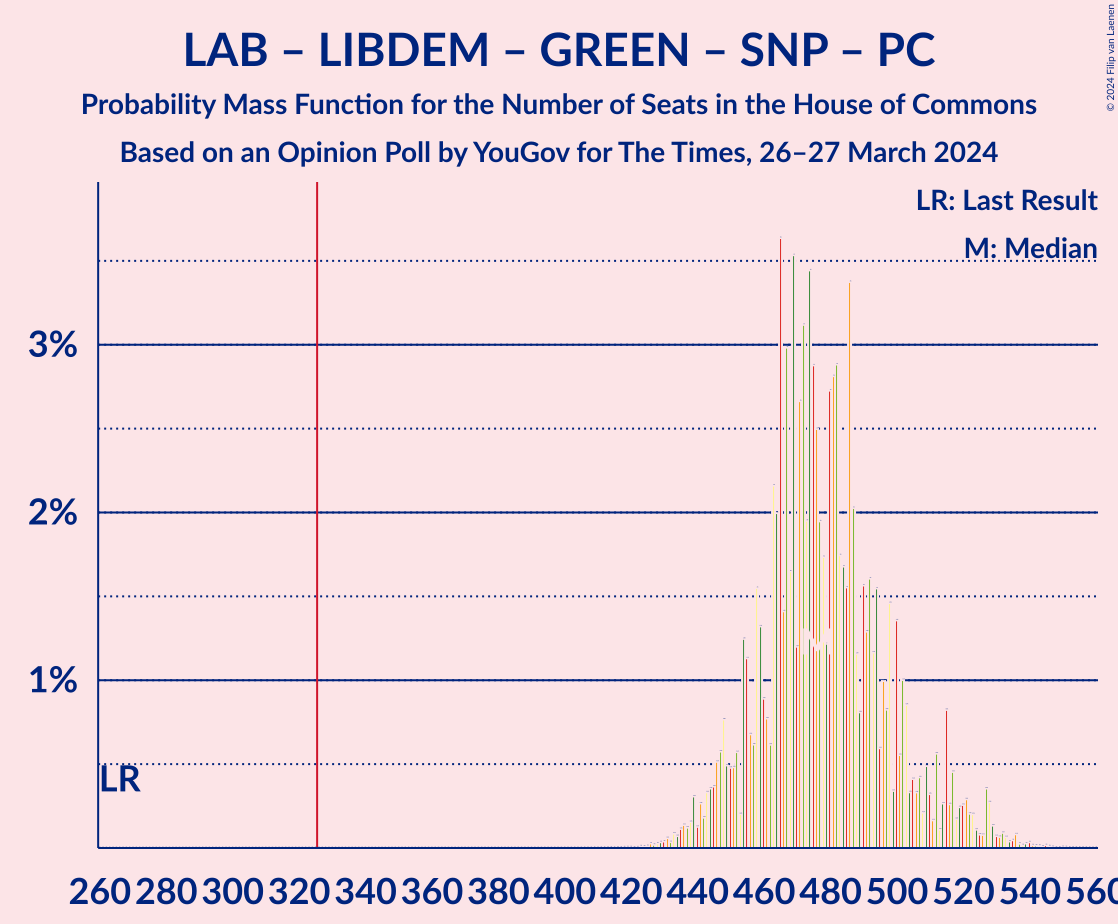 LAB – LIBDEM – GREEN – SNP – PC
Probability Mass Function for the Number of Seats in the House of Commons
Based on an Opinion Poll by YouGov for The Times, 26–27 March 2024
© 2024 Filip van Laenen
LR: Last Result
M: Median
3%
2%
1%
LR
260 280 300 320 340 360 380 400 420 440 460 480 500 520 540 560